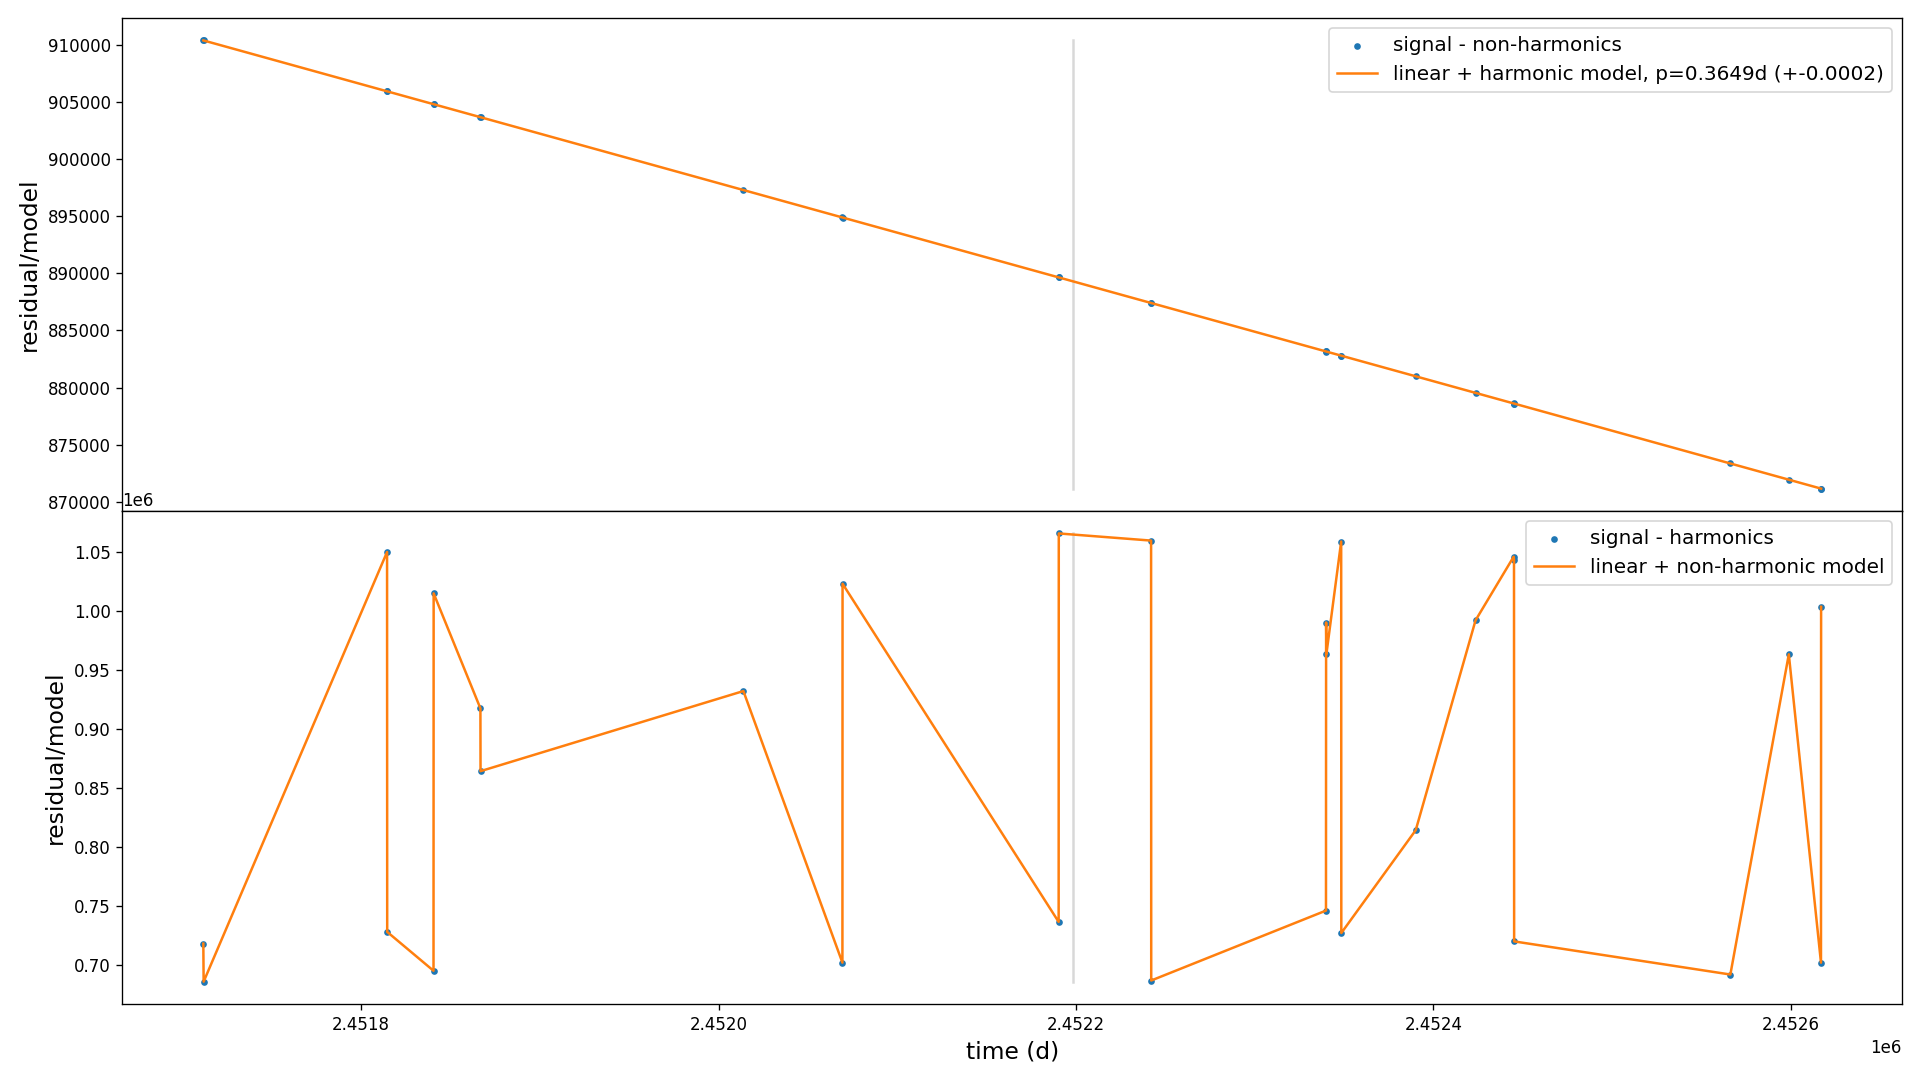 signal - non-harmonics
linear + harmonic model, p=0.3649d (+-0.0002)
910000
905000
900000
895000
890000
885000
880000
875000
870000
residual/model
1e6
signal - harmonics
linear + non-harmonic model
1.05
1.00
0.95
0.90
0.85
0.80
0.75
0.70
residual/model
2.4518 2.4520 2.4522 2.4524 2.4526
time (d)
1e6